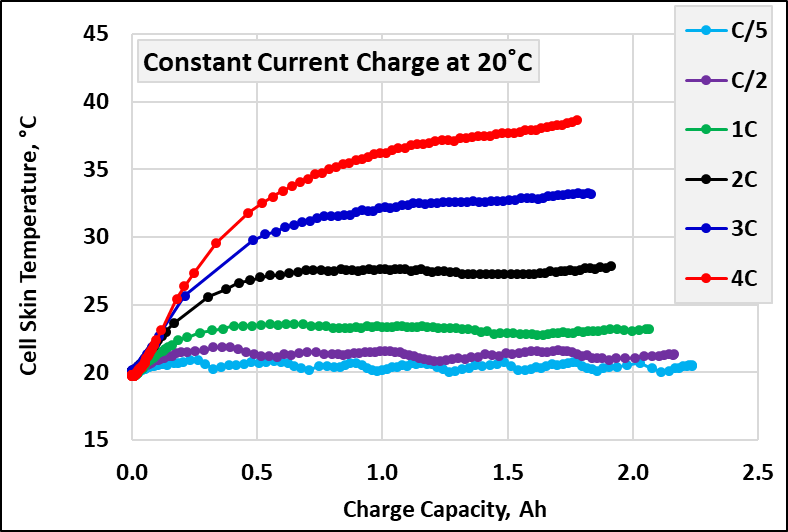 Constant Current Charge at 20˚C
C/5
C/2
1C
2C
3C
4C
Cell Skin Temperature, °C
45
40
35
30
25
20
15
0.0 0.5 1.0 1.5 2.0 2.5
Charge Capacity, Ah